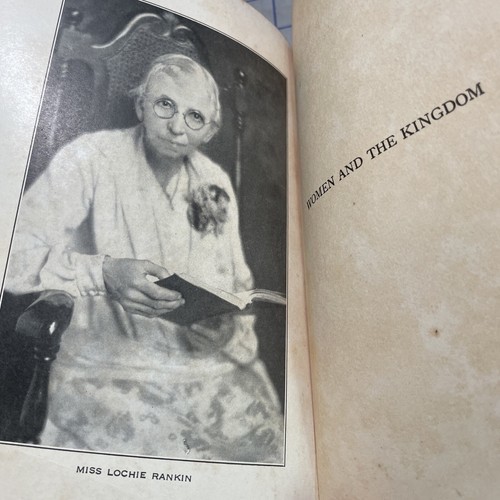 MISS LOCHIE RANKIN
WOMEN AND THE KINGDOM